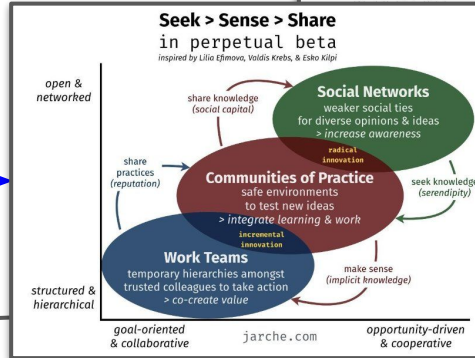 Seek > Sense > Share
in perpetual beta
inspired by Lilia Efimova, Valdis Krebs, & Esko Kilpi
open &
networked
structured &
hierarchical
share knowledge
(social capital)
Social Networks
weaker social ties
for diverse opinions & ideas
> increase awareness
radical
innovation
share
practices
(reputation)
Communities of Practice
safe environments
to test new ideas
> integrate learning & work
seek knowledge
(serendipity)
incremental
innovation
Work Teams
temporary hierarchies amongst
trusted colleagues to take action
> co-create value
make sense
(implicit knowledge)
goal-oriented
& collaborative
jarche.com
opportunity-driven
& cooperative